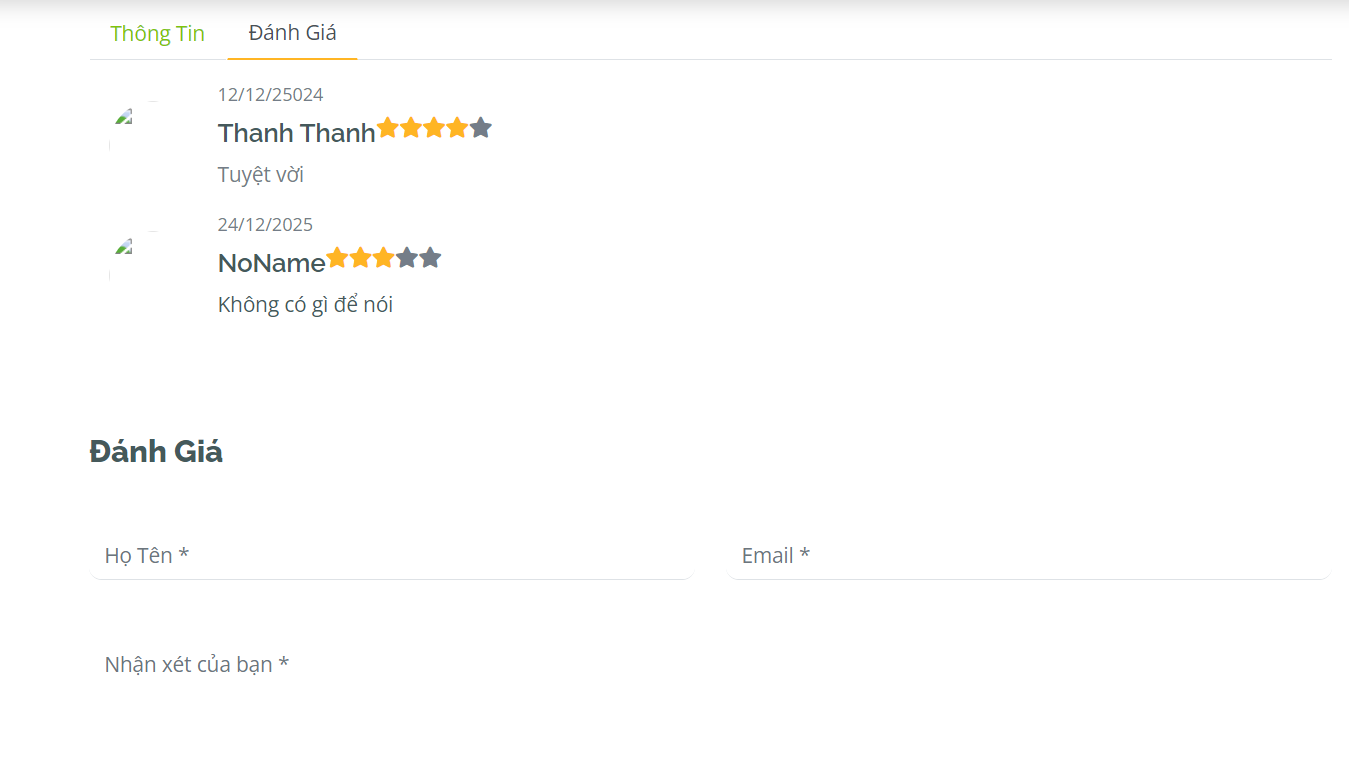 Thông Tin Đánh Giá
12/12/25024
Thanh Thanh
Tuyệt vời
24/12/2025
NoName
Không có gì để nói
Đánh Giá
Họ Tên * Email *
Nhận xét của bạn *